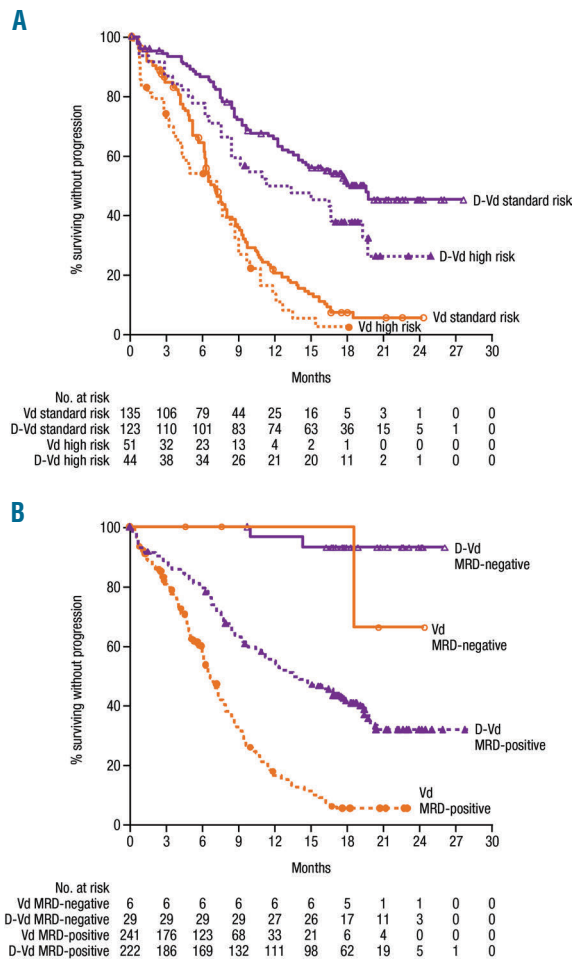 A
% surviving without progression
100
80
60
40
20
0
D-Vd standard risk
D-Vd high risk
Vd standard risk
Vd high risk
0 3 6 9 12 15 18 21 24 27 30
Months
No. at risk
Vd standard risk 135 106 79 44 25 16 5 3 1 0 0
D-Vd standard risk 123 110 101 83 74 63 36 15 5 1 0
Vd high risk 51 32 23 13 4 2 1 0 0 0 0
D-Vd high risk 44 38 34 26 21 20 11 2 1 0 0
B
% surviving without progression
100
80
60
40
20
0
D-Vd
MRD-negative
Vd
MRD-negative
D-Vd
MRD-positive
Vd
MRD-positive
0 3 6 9 12 15 18 21 24 27 30
Months
No. at risk
Vd MRD-negative 6 6 6 6 6 6 5 1 1 0 0
D-Vd MRD-negative 29 29 29 29 27 26 17 11 3 0 0
Vd MRD-positive 241 176 123 68 33 21 6 4 0 0 0
D-Vd MRD-positive 222 186 169 132 111 98 62 19 5 1 0